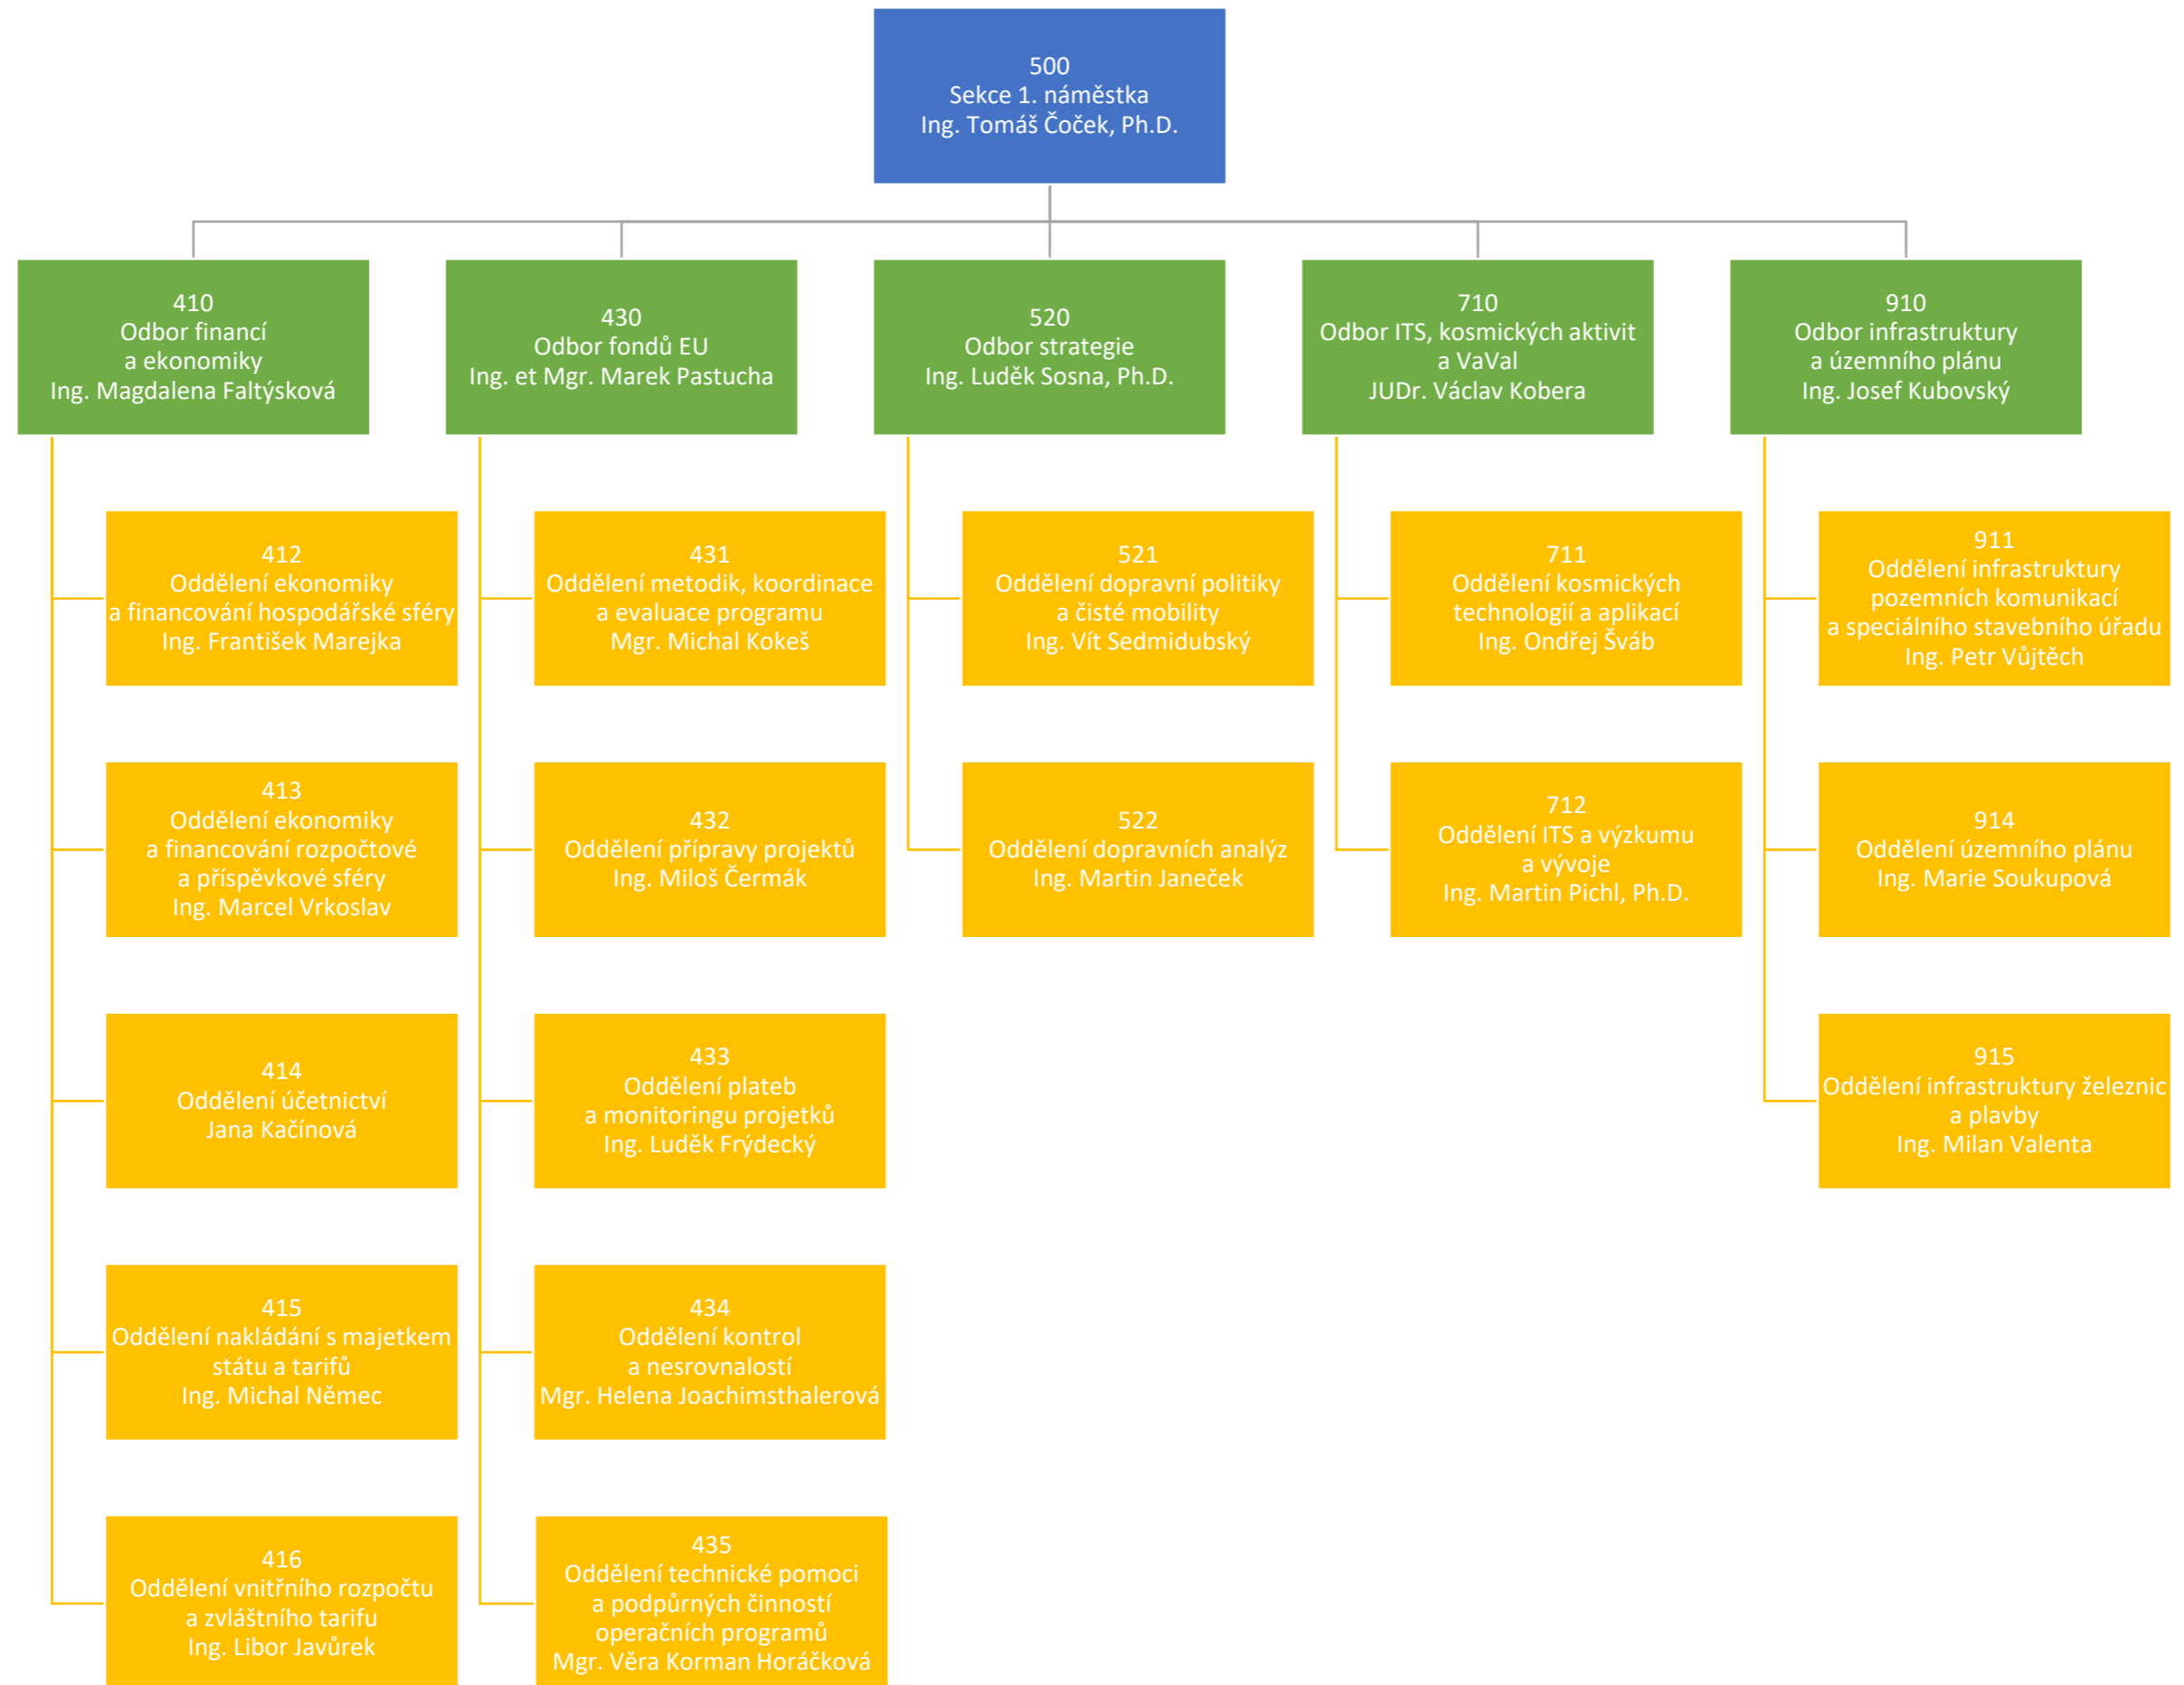 500
Sekce 1. náměstka
Ing. Tomáš Čoček, Ph.D.
410
Odbor financí
a ekonomiky
Ing. Magdalena Faltýsková
430
Odbor fondů EU
Ing. et Mgr. Marek Pastucha
520
Odbor strategie
Ing. Luděk Sosna, Ph.D.
710
Odbor ITS, kosmických aktivit
a VaVal
JUDr. Václav Kobera
910
Odbor infrastruktury
a územního plánu
Ing. Josef Kubovský
412
Oddělení ekonomiky
a financování hospodářské sféry
Ing. František Marejka
431
Oddělení metodik, koordinace
a evaluace programu
Mgr. Michal Kokeš
521
Oddělení dopravní politiky
a čisté mobility
Ing. Vít Sedmidubský
711
Oddělení kosmických
technologií a aplikací
Ing. Ondřej Šváb
911
Oddělení infrastruktury
pozemních komunikací
a speciálního stavebního úřadu
Ing. Petr Vůjtěch
413
Oddělení ekonomiky
a financování rozpočtové
a příspěvkové sféry
Ing. Marcel Vrkoslav
432
Oddělení přípravy projektů
Ing. Miloš Čermák
522
Oddělení dopravních analýz
Ing. Martin Janeček
712
Oddělení ITS a výzkumu
a vývoje
Ing. Martin Pichl, Ph.D.
914
Oddělení územního plánu
Ing. Marie Soukupová
414
Oddělení účetnictví
Jana Kačínová
433
Oddělení plateb
a monitoringu projetků
Ing. Luděk Frýdecký
915
Oddělení infrastruktury železnic
a plavby
Ing. Milan Valenta
415
Oddělení nakládání s majetkem
státu a tarifů
Ing. Michal Němec
434
Oddělení kontrol
a nesrovnalostí
Mgr. Helena Joachimsthalerová
416
Oddělení vnitřního rozpočtu
a zvláštního tarifu
Ing. Libor Javůrek
435
Oddělení technické pomoci
a podpůrných činností
operačních programů
Mgr. Věra Korman Horáčková